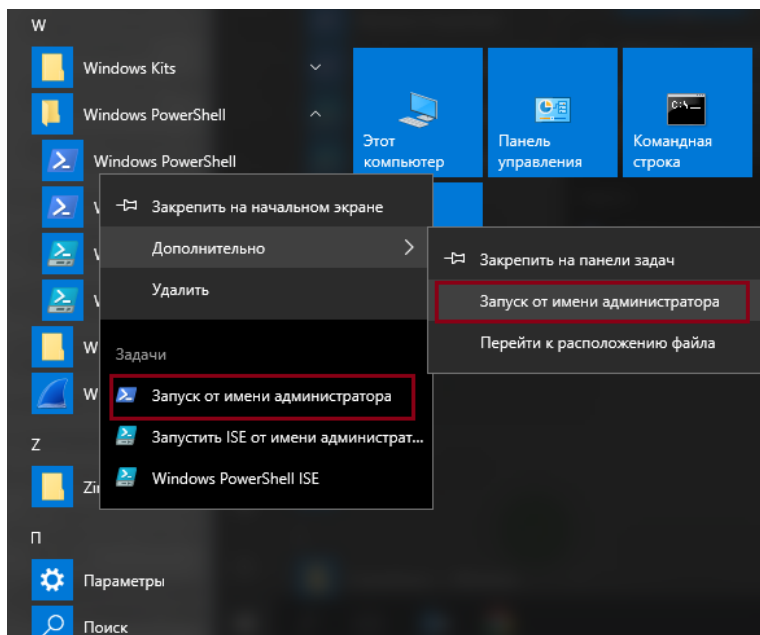 W
Windows Kits
Windows PowerShell
Windows PowerShell
Этот
компьютер
Панель
управления
C:\
Командная
строка
Закрепить на начальном экране
Дополнительно
Удалить
Задачи
Запуск от имени администратора
Запустить ISE от имени администрат...
Windows PowerShell ISE
Закрепить на панели задач
Запуск от имени администратора
Перейти к расположению файла
W
W
Z
Zi
П
Параметры
Поиск